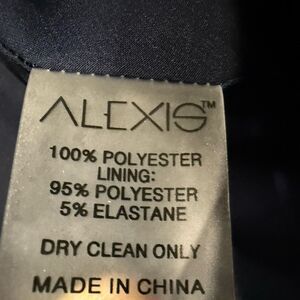 ALEXIS™
100% POLYESTER
LINING:
95% POLYESTER
5% ELASTANE
DRY CLEAN ONLY
MADE IN CHINA